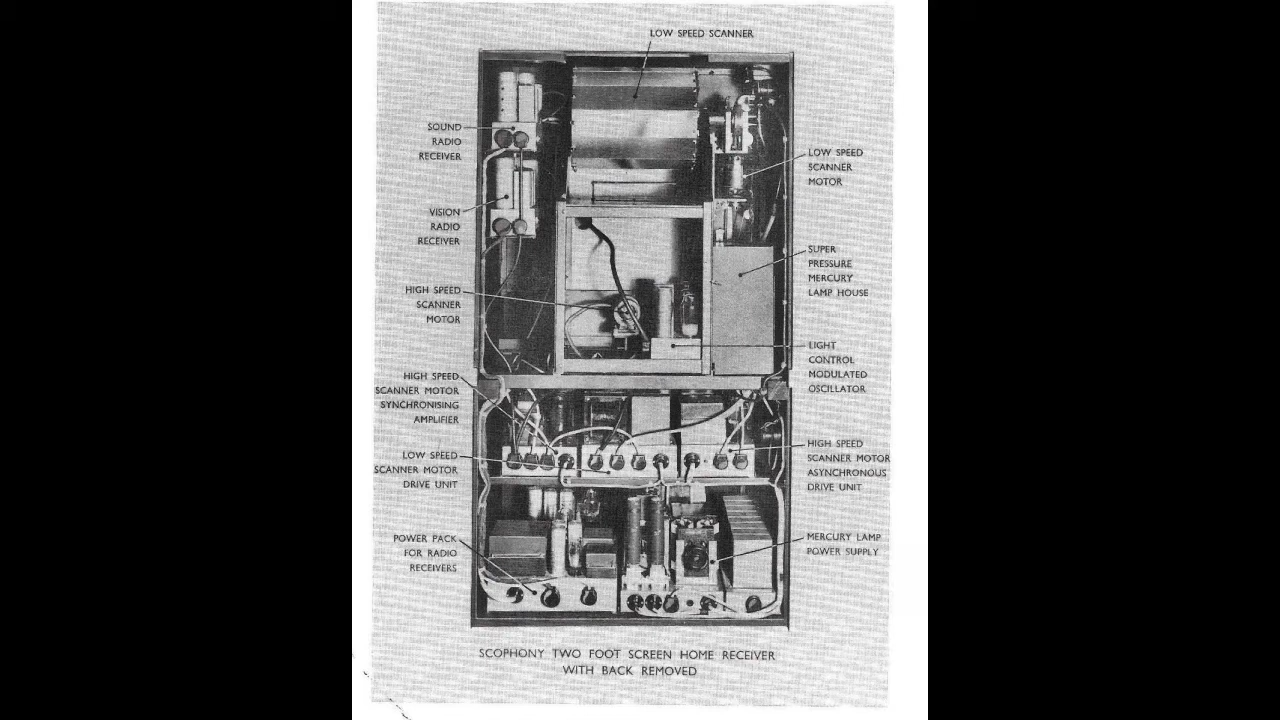 LOW SPEED SCANNER
SOUND
RADIO
RECEIVER
VISION
RADIO
RECEIVER
HIGH SPEED
SCANNER
MOTOR
HIGH SPEED
SCANNER MOTOR
SYNCHRONISING
AMPLIFIER
LOW SPEED
SCANNER MOTOR
DRIVE UNIT
POWER PACK
FOR RADIO
RECEIVERS
LOW SPEED
SCANNER
MOTOR
SUPER
PRESSURE
MERCURY
LAMP HOUSE
LIGHT
CONTROL
MODULATED
OSCILLATOR
HIGH SPEED
SCANNER MOTOR
ASYNCHRONOUS
DRIVE UNIT
MERCURY LAMP
POWER SUPPLY
SCOPHONY TWO FOOT SCREEN HOME RECEIVER
WITH BACK REMOVED